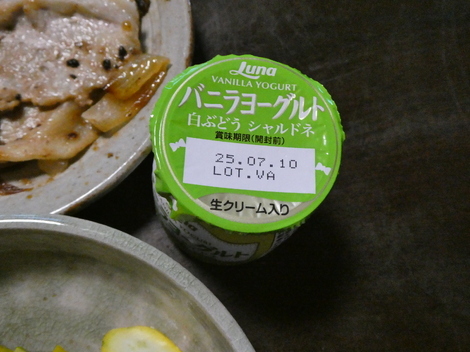 Luna
VANILLA YOGURT
バニラヨーグルト
白ぶどう シャルドネ
賞味期限(開封前)
25.07.10
LOT.VA
生クリーム入り